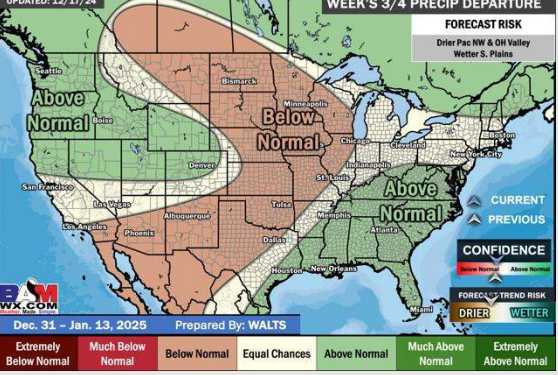 UPDATED: 12/17/24
WEEK'S 3/4 PRECIP DEPARTURE
FORECAST RISK
Drier Pac NW & OH Valley
Wetter S. Plains
Seattle
Above
Normal
Boise
Bismarck
Minneapolis
Below
Normal
Chicago
Cleveland
Boston
New York City
Indianapolis
Denver
St. Louis
San Francisco
Las Vegas
Los Angeles
Phoenix
Albuquerque
Tulsa
Memphis
Above
Normal
Atlanta
Dallas
Houston
New Orleans
Miami
CURRENT
PREVIOUS
CONFIDENCE
Below Normal
Above Normal
FORECAST TREND RISK
DRIER
WETTER
BAM
WX.COM
Weather. Made. Simple.
Dec. 31 – Jan. 13, 2025
Prepared By: WALTS
Extremely
Below Normal
Much Below
Normal
Below Normal
Equal Chances
Above Normal
Much Above
Normal
Extremely
Above Normal